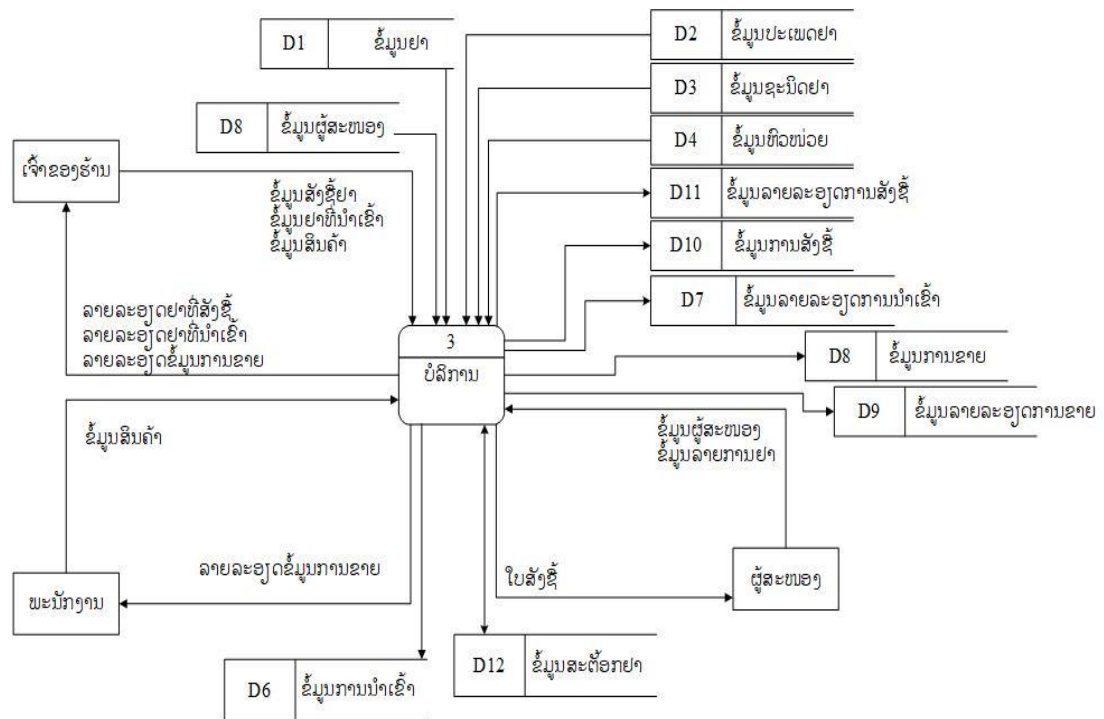 D1 ຂໍ້ມູນຢາ
D2 ຂໍ້ມູນປະເພດຢາ
D3 ຂໍ້ມູນຊະນິດຢາ
D8 ຂໍ້ມູນຜູ້ສະໜອງ
D4 ຂໍ້ມູນຫົວໜ່ວຍ
ເຈົ້າຂອງຮ້ານ
D11 ຂໍ້ມູນລາຍລະອຽດການສັ່ງຊື້
ຂໍ້ມູນສັ່ງຊື້ຢາ
ຂໍ້ມູນຢາທີ່ນຳເຂົ້າ
ຂໍ້ມູນສິນຄ້າ
D10 ຂໍ້ມູນການສັ່ງຊື້
D7 ຂໍ້ມູນລາຍລະອຽດການນຳເຂົ້າ
ລາຍລະອຽດຢາທີ່ສັ່ງຊື້
ລາຍລະອຽດຢາທີ່ນຳເຂົ້າ
ລາຍລະອຽດຂໍ້ມູນການຂາຍ
3
ບໍລິການ
D8 ຂໍ້ມູນການຂາຍ
D9 ຂໍ້ມູນລາຍລະອຽດການຂາຍ
ຂໍ້ມູນສິນຄ້າ
ຂໍ້ມູນຜູ້ສະໜອງ
ຂໍ້ມູນລາຍການຢາ
ລາຍລະອຽດຂໍ້ມູນການຂາຍ
ໃບສັ່ງຊື້
ຜູ້ສະໜອງ
ພະນັກງານ
D12 ຂໍ້ມູນສະຕ໊ອກຢາ
D6 ຂໍ້ມູນການນຳເຂົ້າ